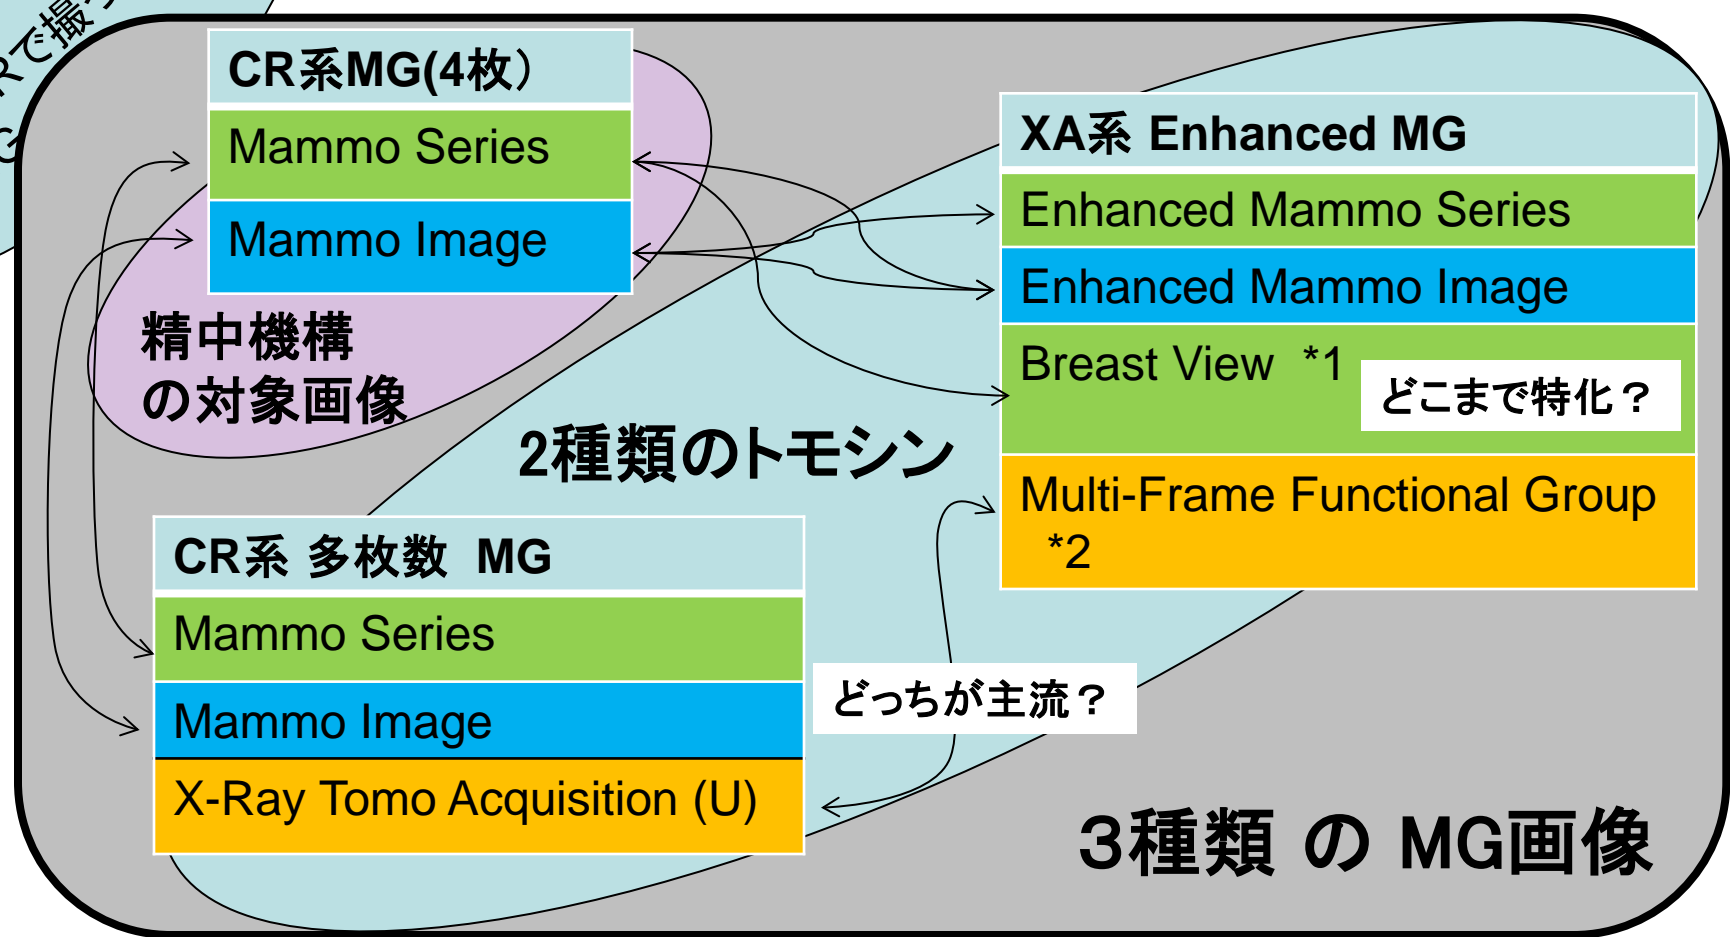 Rで撮
G
CR系MG(4枚）
Mammo Series
Mammo Image
精中機構
の対象画像
XA系 Enhanced MG
Enhanced Mammo Series
Enhanced Mammo Image
Breast View *1
どこまで特化？
Multi-Frame Functional Group
*2
2種類のトモシン
CR系 多枚数 MG
Mammo Series
Mammo Image
X-Ray Tomo Acquisition (U)
どっちが主流？
３種類 の MG画像